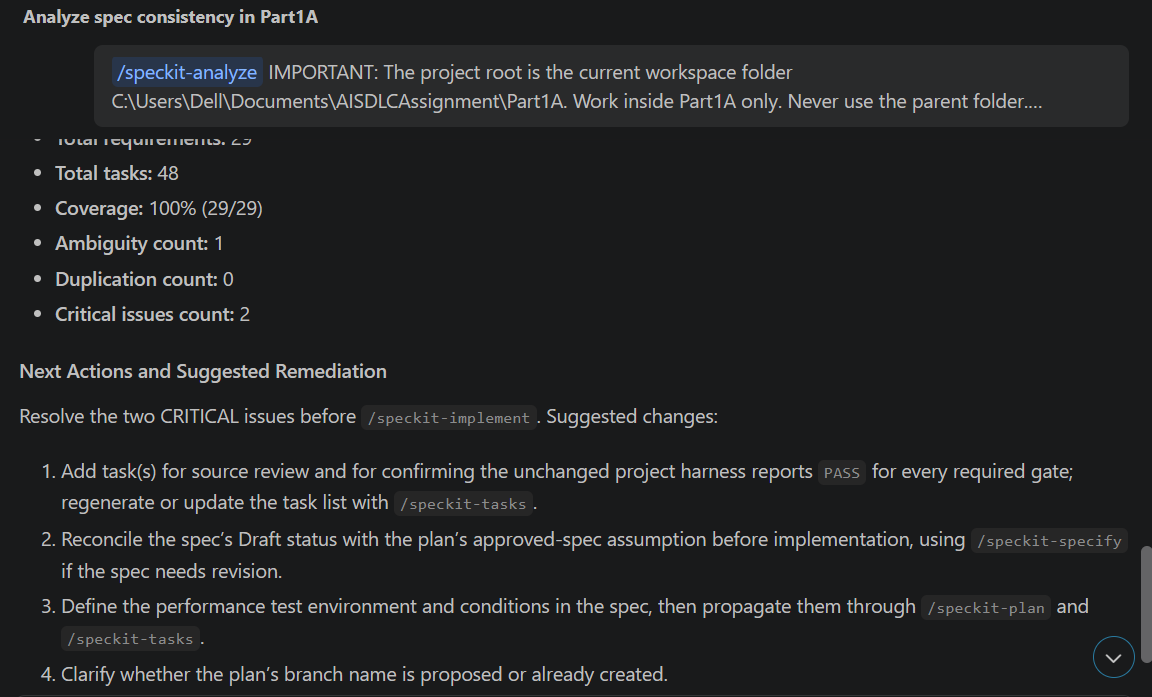 Analyze spec consistency in Part1A
/speckit-analyze IMPORTANT: The project root is the current workspace folder
C:\Users\Dell\Documents\AISDLCAssignment\Part1A. Work inside Part1A only. Never use the parent folder....
• Total requirements: 29
• Total tasks: 48
• Coverage: 100% (29/29)
• Ambiguity count: 1
• Duplication count: 0
• Critical issues count: 2
Next Actions and Suggested Remediation
Resolve the two CRITICAL issues before /speckit-implement. Suggested changes:
1. Add task(s) for source review and for confirming the unchanged project harness reports PASS for every required gate;
regenerate or update the task list with /speckit-tasks.
2. Reconcile the spec’s Draft status with the plan’s approved-spec assumption before implementation, using /speckit-specify
if the spec needs revision.
3. Define the performance test environment and conditions in the spec, then propagate them through /speckit-plan and
/speckit-tasks.
4. Clarify whether the plan’s branch name is proposed or already created.